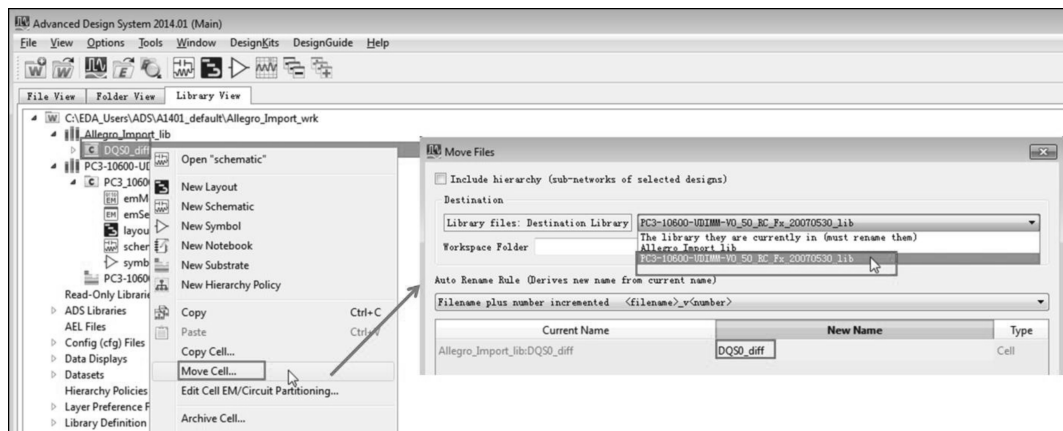 Advanced Design System 2014.01 (Main)
File View Options Tools Window DesignKits DesignGuide Help
File View Folder View Library View
C:\EDA_Users\ADS\A1401_default\Allegro_Import_wrk
Allegro_Import_lib
DQS0_diff
PC3-10600-UD
PC3_1060
emM
emSe
layou
scher
symb
PC3-1060
Read-Only Librarie
ADS Libraries
AEL Files
Config (cfg) Files
Data Displays
Datasets
Hierarchy Policies
Layer Preference F
Library Definition
Open "schematic"
New Layout
New Schematic
New Symbol
New Notebook
New Substrate
New Hierarchy Policy
Copy Ctrl+C
Paste Ctrl+V
Copy Cell...
Move Cell...
Edit Cell EM/Circuit Partitioning...
Archive Cell...
Move Files
Include hierarchy (sub-networks of selected designs)
Destination
Library files: Destination Library PC3-10600-UDIMM-V0_50_RC_Fx_20070530_lib
The library they are currently in (must rename them)
Allegro_Import_lib
Workspace Folder PC3-10600-UDIMM-V0_50_RC_Fx_20070530_lib
Auto Rename Rule (Derives new name from current name)
Filename plus number incremented <filename>_v<number>
Current Name New Name Type
Allegro_Import_lib:DQS0_diff DQS0_diff Cell